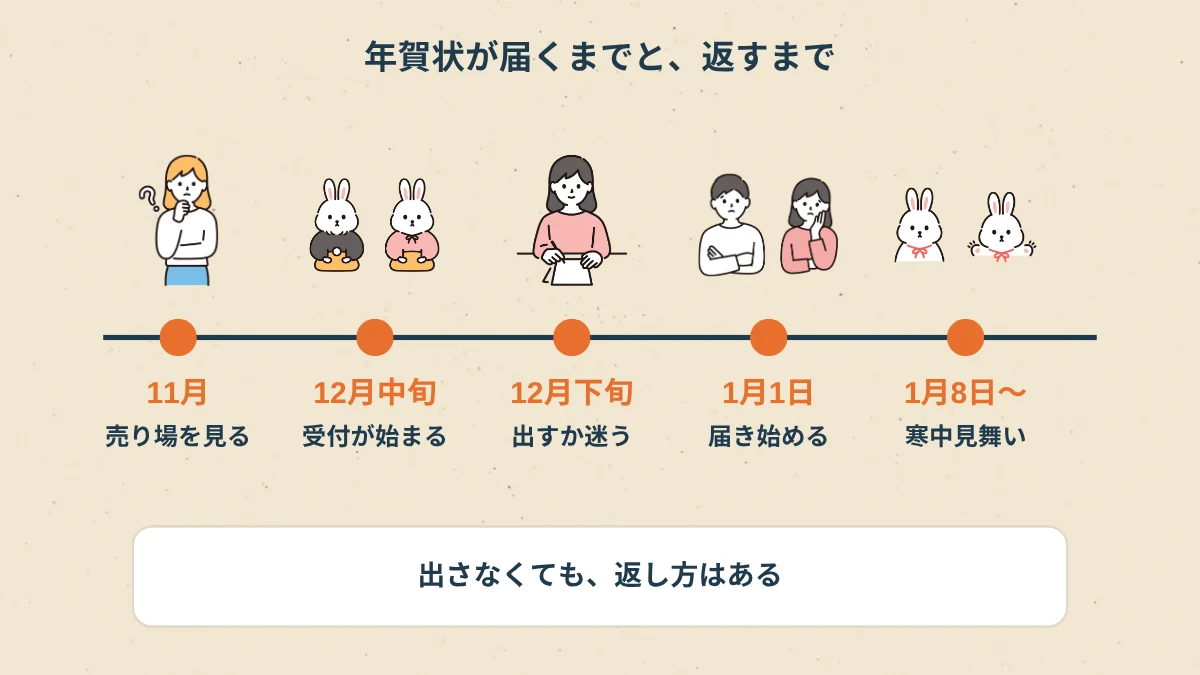 年賀状が届くまでと、返すまで
?
11月
売り場を見る
12月中旬
受付が始まる
12月下旬
出すか迷う
1月1日
届き始める
1月8日〜
寒中見舞い
出さなくても、返し方はある